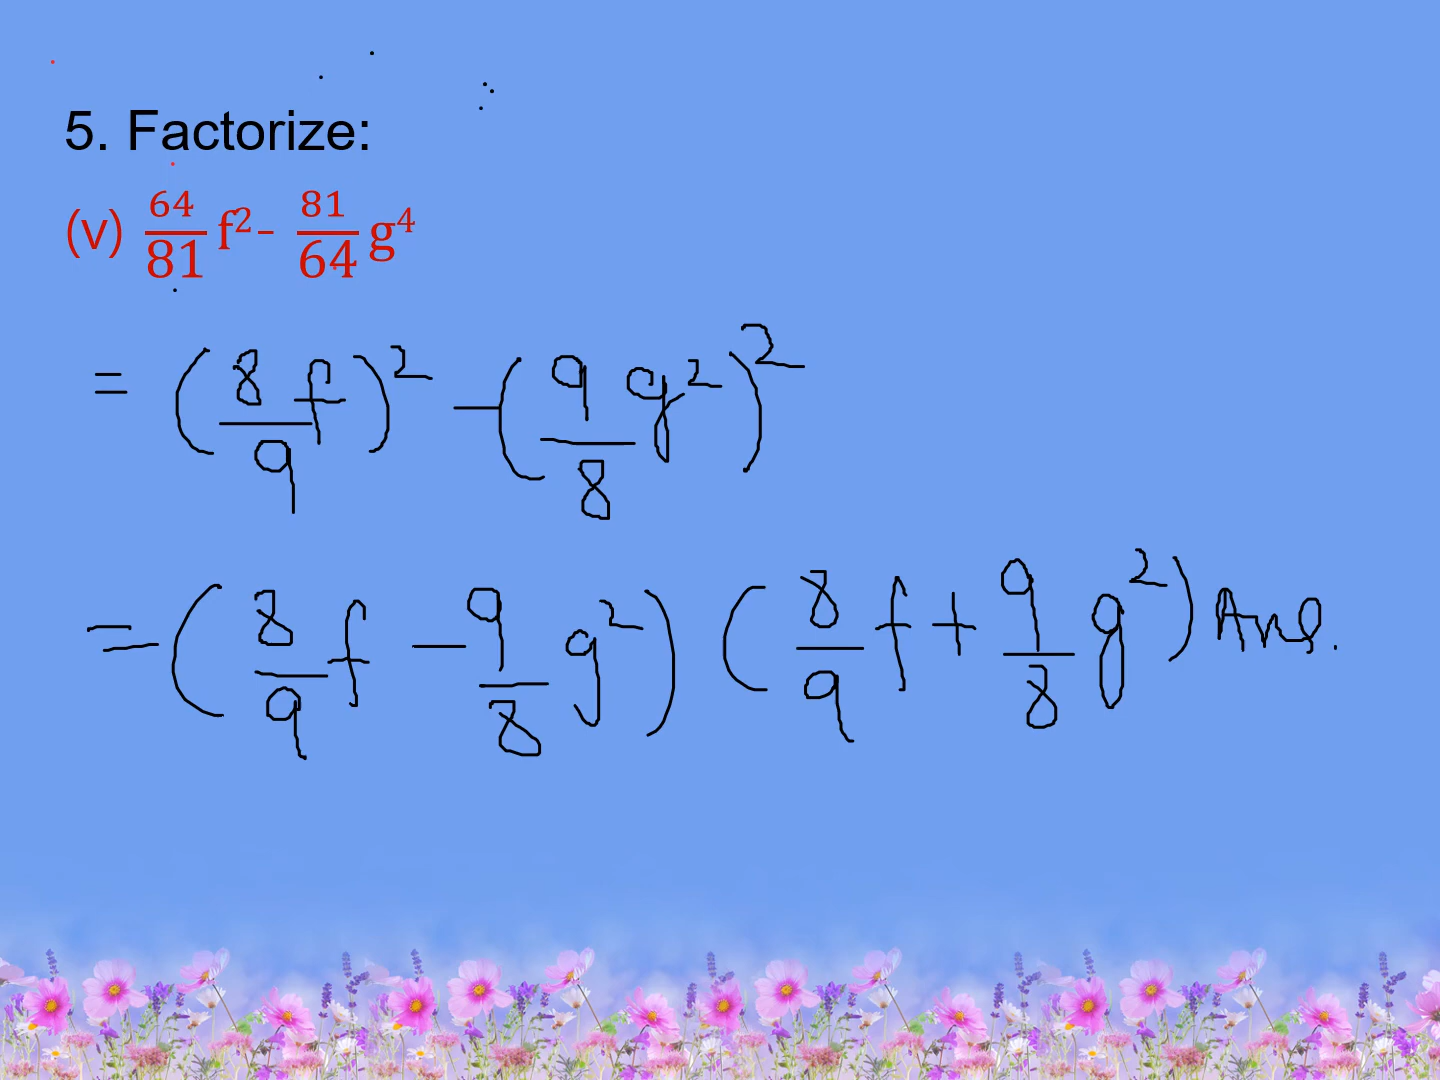 5. Factorize:
(v) 64/81 f² - 81/64 g⁴
= (8/9 f)² - (9/8 g²)²
= (8/9 f - 9/8 g²) (8/9 f + 9/8 g²) Ans.